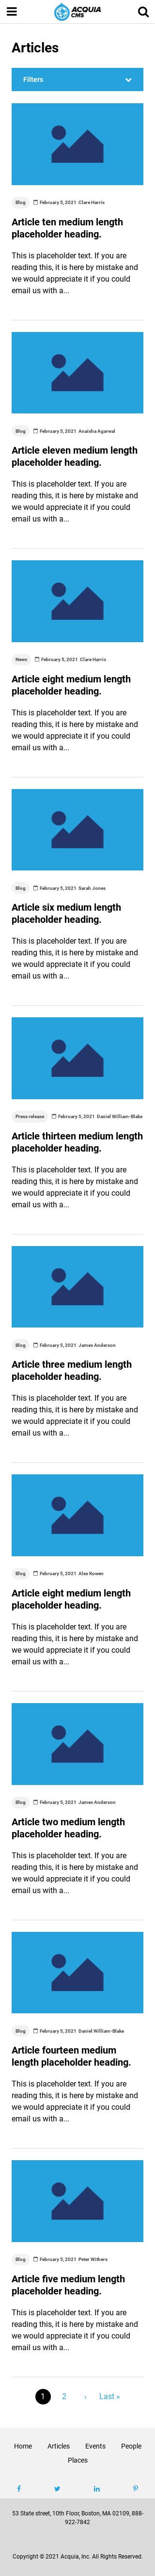 ACQUIA
CMS
Articles
Filters
Blog February 5, 2021 Clare Harris
Article ten medium length
placeholder heading.
This is placeholder text. If you are
reading this, it is here by mistake and
we would appreciate it if you could
email us with a...
Blog February 5, 2021 Anaisha Agarwal
Article eleven medium length
placeholder heading.
This is placeholder text. If you are
reading this, it is here by mistake and
we would appreciate it if you could
email us with a...
News February 5, 2021 Clare Harris
Article eight medium length
placeholder heading.
This is placeholder text. If you are
reading this, it is here by mistake and
we would appreciate it if you could
email us with a...
Blog February 5, 2021 Sarah Jones
Article six medium length
placeholder heading.
This is placeholder text. If you are
reading this, it is here by mistake and
we would appreciate it if you could
email us with a...
Press release February 5, 2021 Daniel William-Blake
Article thirteen medium length
placeholder heading.
This is placeholder text. If you are
reading this, it is here by mistake and
we would appreciate it if you could
email us with a...
Blog February 5, 2021 James Anderson
Article three medium length
placeholder heading.
This is placeholder text. If you are
reading this, it is here by mistake and
we would appreciate it if you could
email us with a...
Blog February 5, 2021 Alex Kowen
Article eight medium length
placeholder heading.
This is placeholder text. If you are
reading this, it is here by mistake and
we would appreciate it if you could
email us with a...
Blog February 5, 2021 James Anderson
Article two medium length
placeholder heading.
This is placeholder text. If you are
reading this, it is here by mistake and
we would appreciate it if you could
email us with a...
Blog February 5, 2021 Daniel William-Blake
Article fourteen medium
length placeholder heading.
This is placeholder text. If you are
reading this, it is here by mistake and
we would appreciate it if you could
email us with a...
Blog February 5, 2021 Peter Withers
Article five medium length
placeholder heading.
This is placeholder text. If you are
reading this, it is here by mistake and
we would appreciate it if you could
email us with a...
1 2 › Last »
Home Articles Events People
Places
53 State street, 10th Floor, Boston, MA 02109, 888-
922-7842
Copyright © 2021 Acquia, Inc. All Rights Reserved.